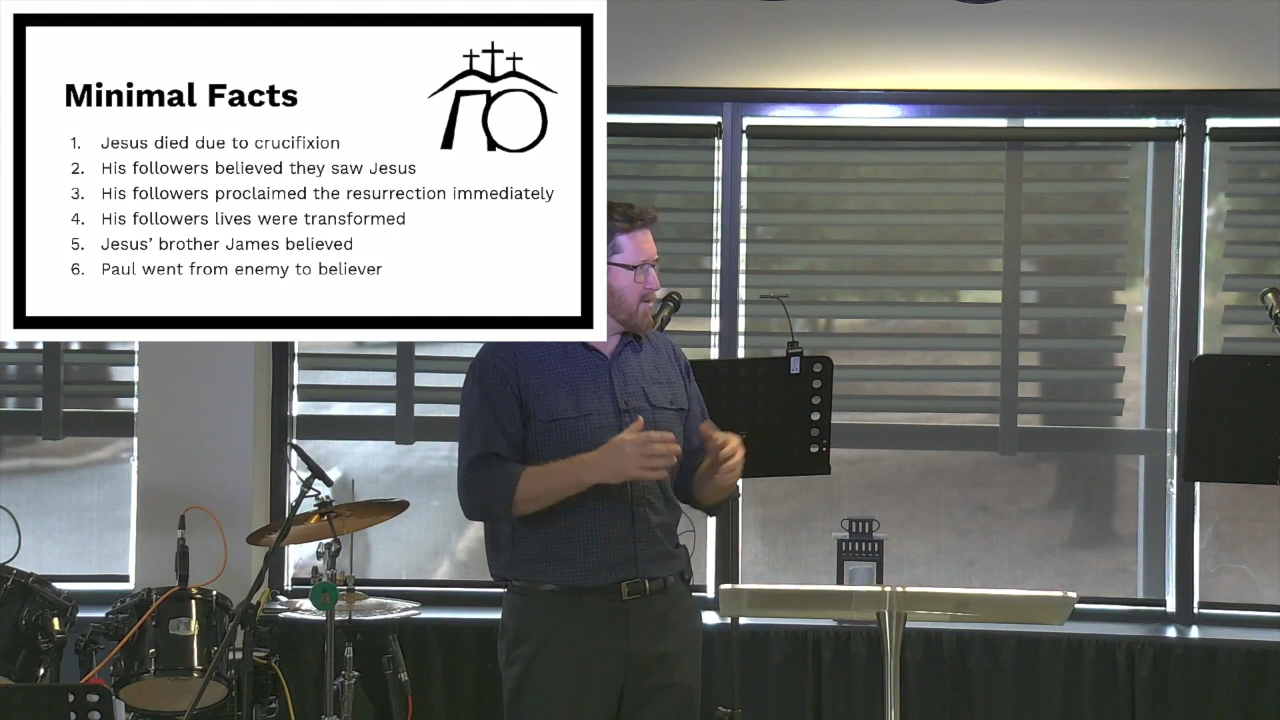 Minimal Facts
1. Jesus died due to crucifixion
2. His followers believed they saw Jesus
3. His followers proclaimed the resurrection immediately
4. His followers lives were transformed
5. Jesus’ brother James believed
6. Paul went from enemy to believer